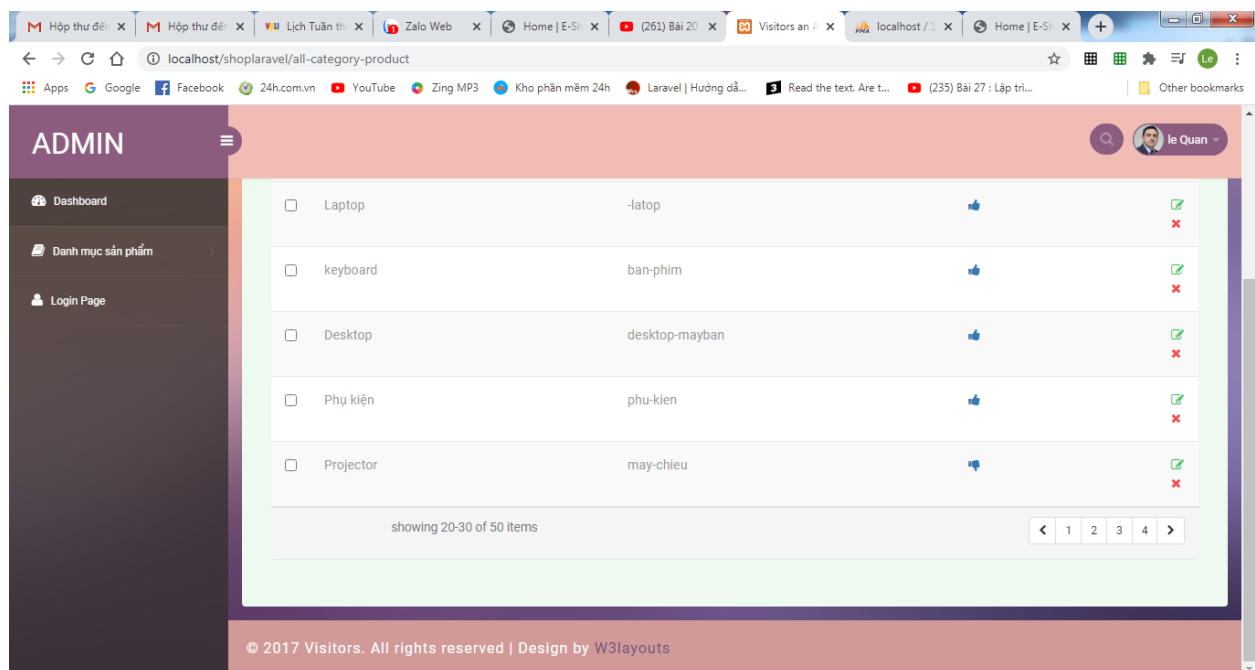 Hộp thư đến Hộp thư đến Lịch Tuần th Zalo Web Home | E-Sh (261) Bài 20 Visitors an A localhost / 1 Home | E-Sh
localhost/shoplaravel/all-category-product Le
Apps Google Facebook 24h.com.vn YouTube Zing MP3 Kho phần mềm 24h Laravel | Hướng dẫ... Read the text. Are t... (235) Bài 27 : Lập trì... Other bookmarks
ADMIN le Quan
Dashboard
Danh mục sản phẩm
Login Page
Laptop -latop
keyboard ban-phim
Desktop desktop-mayban
Phụ kiện phu-kien
Projector may-chieu
showing 20-30 of 50 items 1 2 3 4
© 2017 Visitors. All rights reserved | Design by W3layouts